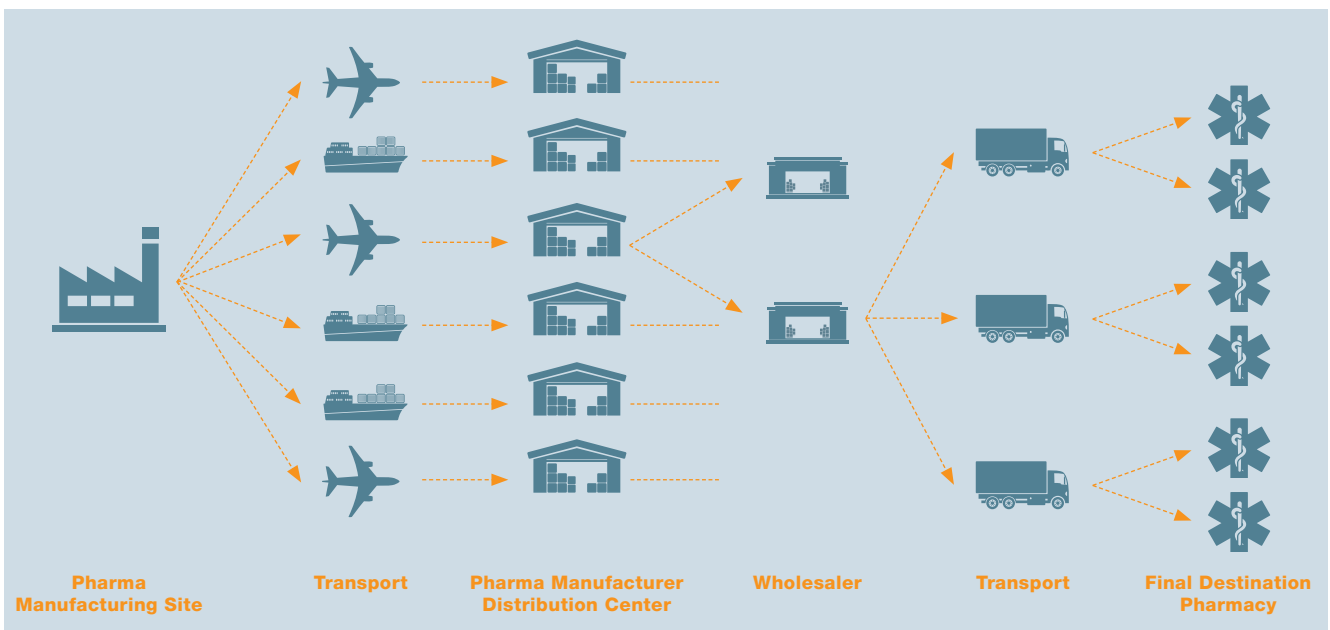 Pharma
Manufacturing Site
Transport
Pharma Manufacturer
Distribution Center
Wholesaler
Transport
Final Destination
Pharmacy